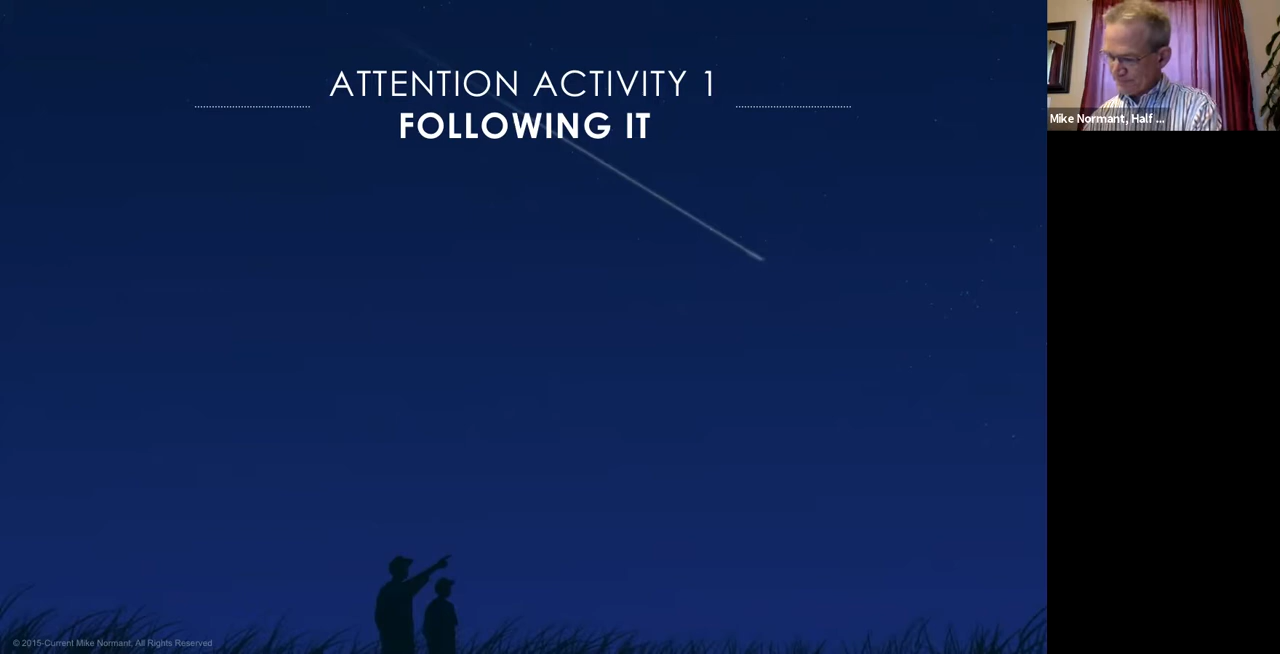 ATTENTION ACTIVITY 1
FOLLOWING IT
Mike Normant, Half ...
© 2015-Current Mike Normant. All Rights Reserved